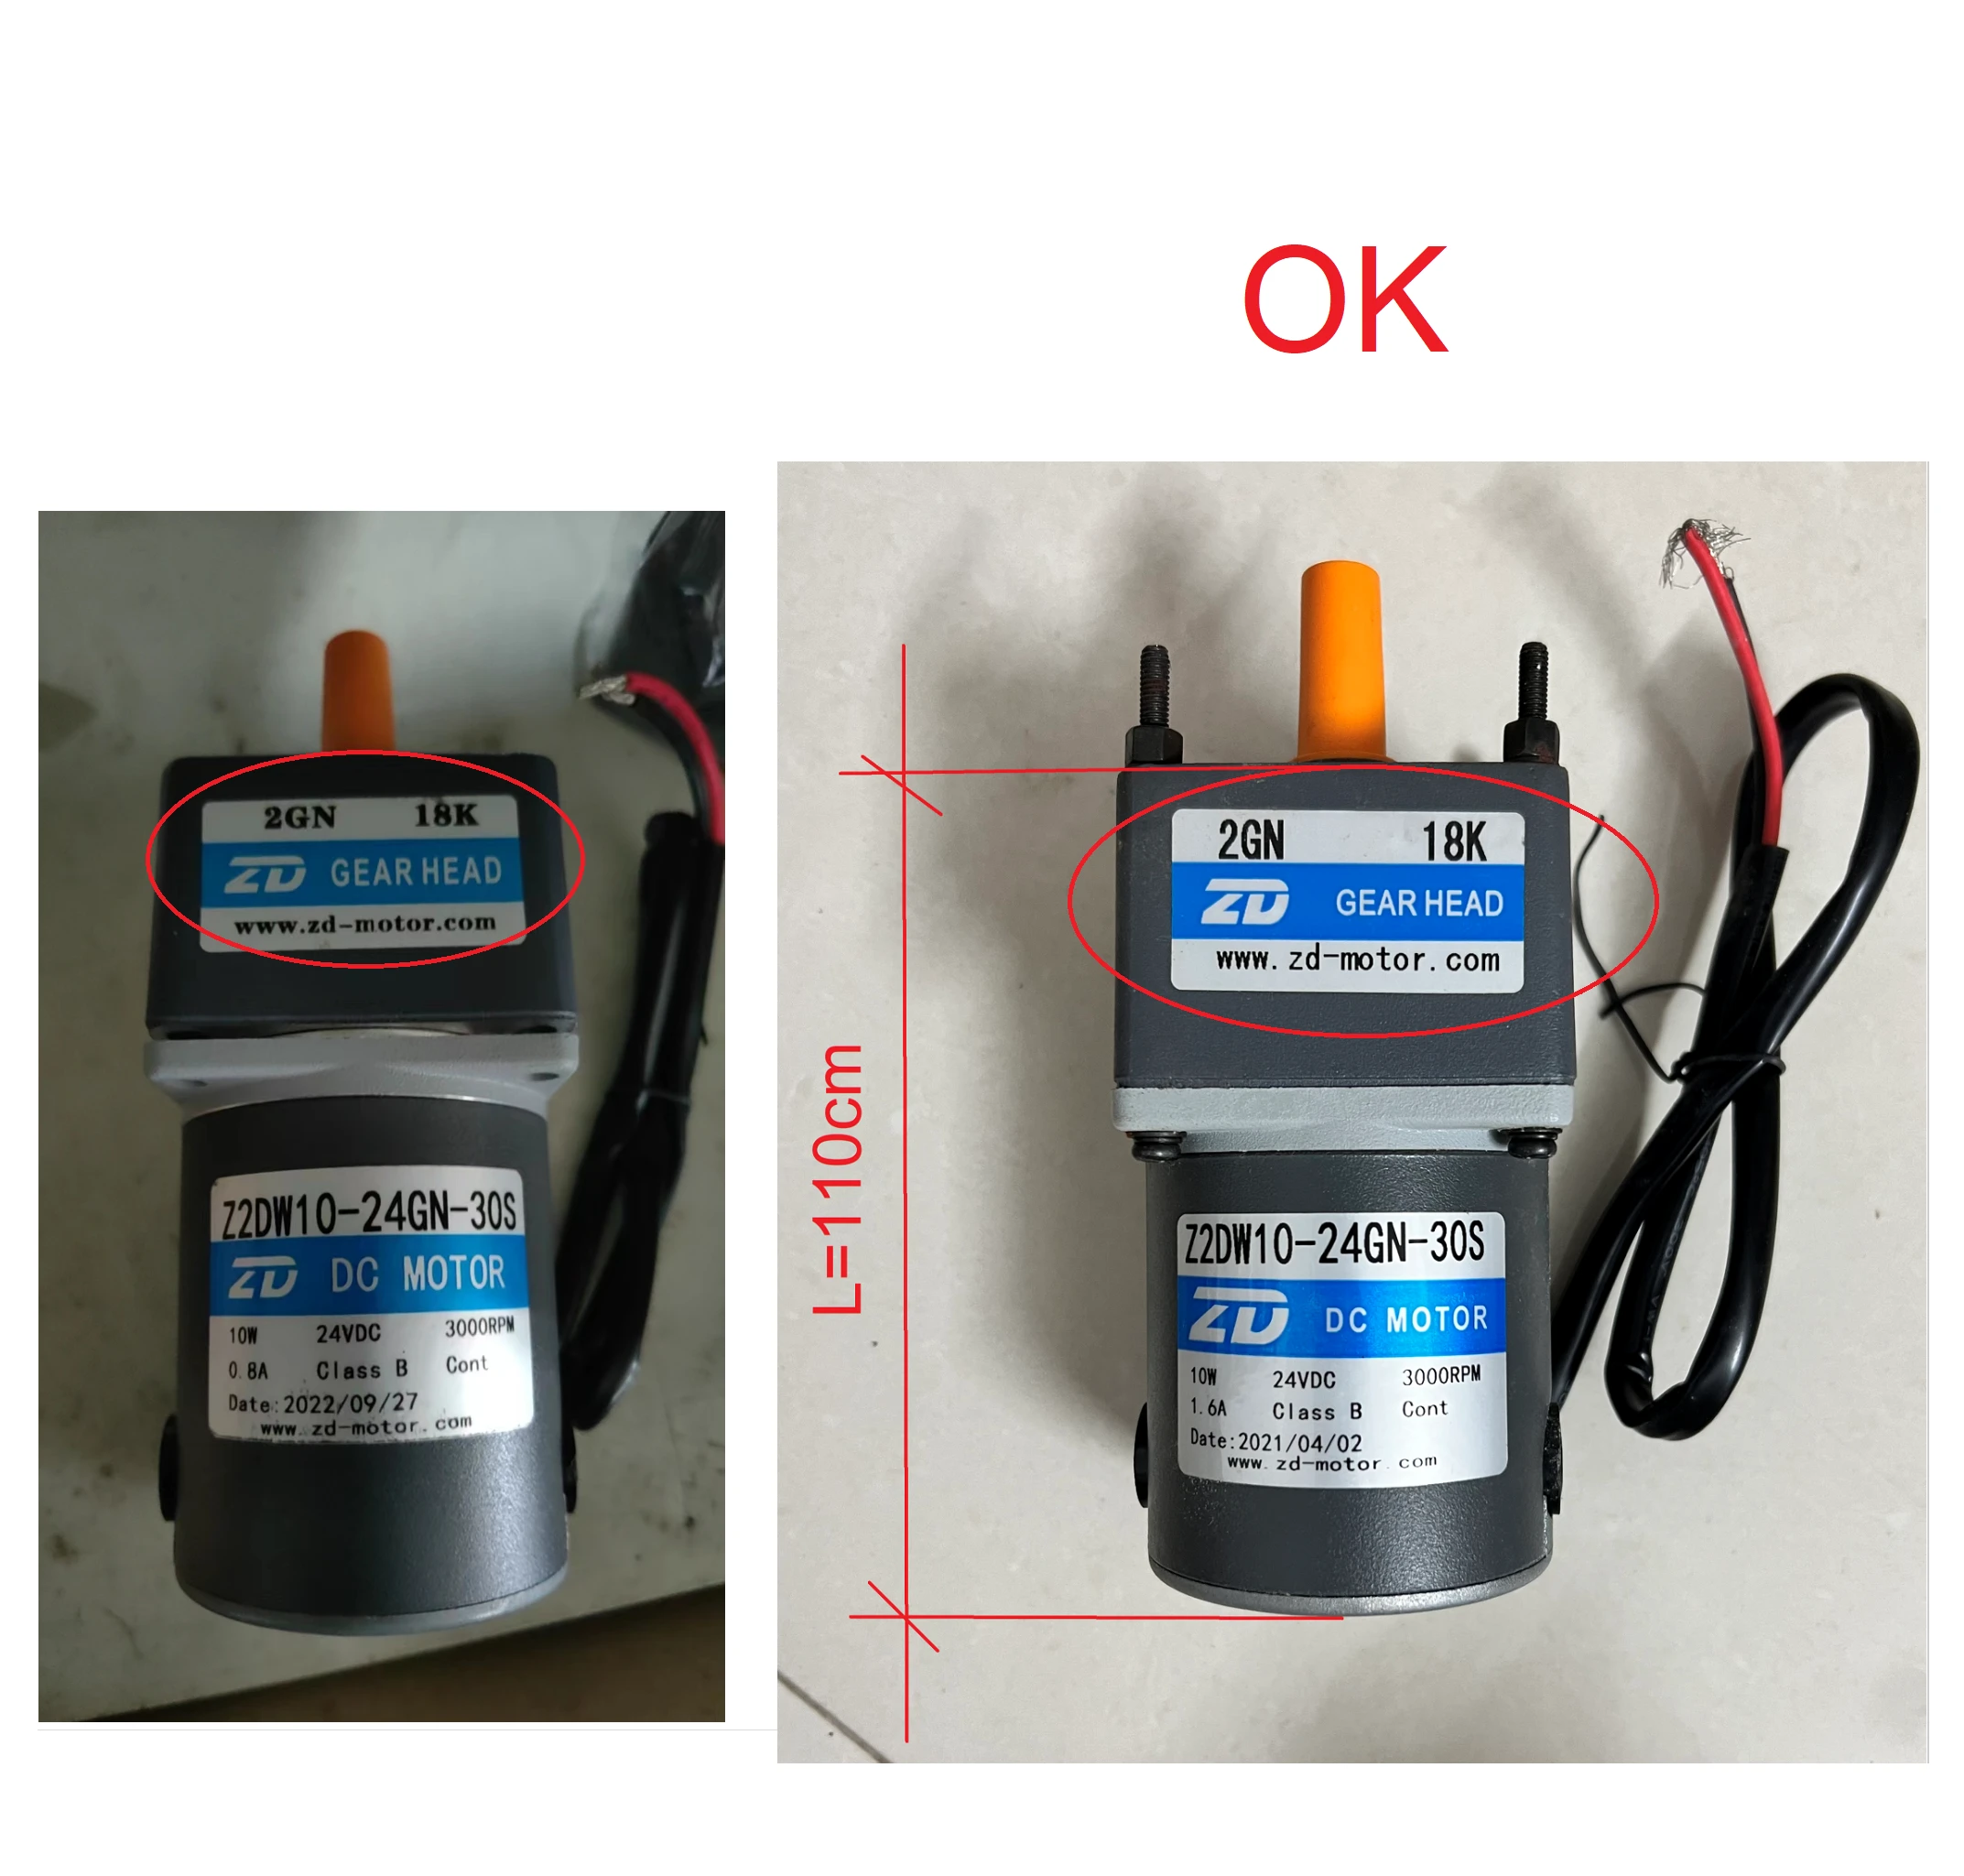 OK
2GN 18K
ZD GEAR HEAD
www.zd-motor.com
Z2DW10-24GN-30S
ZD DC MOTOR
10W 24VDC 3000RPM
0.8A Class B Cont
Date:2022/09/27
www.zd-motor.com
L=110cm
2GN 18K
ZD GEAR HEAD
www.zd-motor.com
Z2DW10-24GN-30S
ZD DC MOTOR
10W 24VDC 3000RPM
1.6A Class B Cont
Date:2021/04/02
www.zd-motor.com